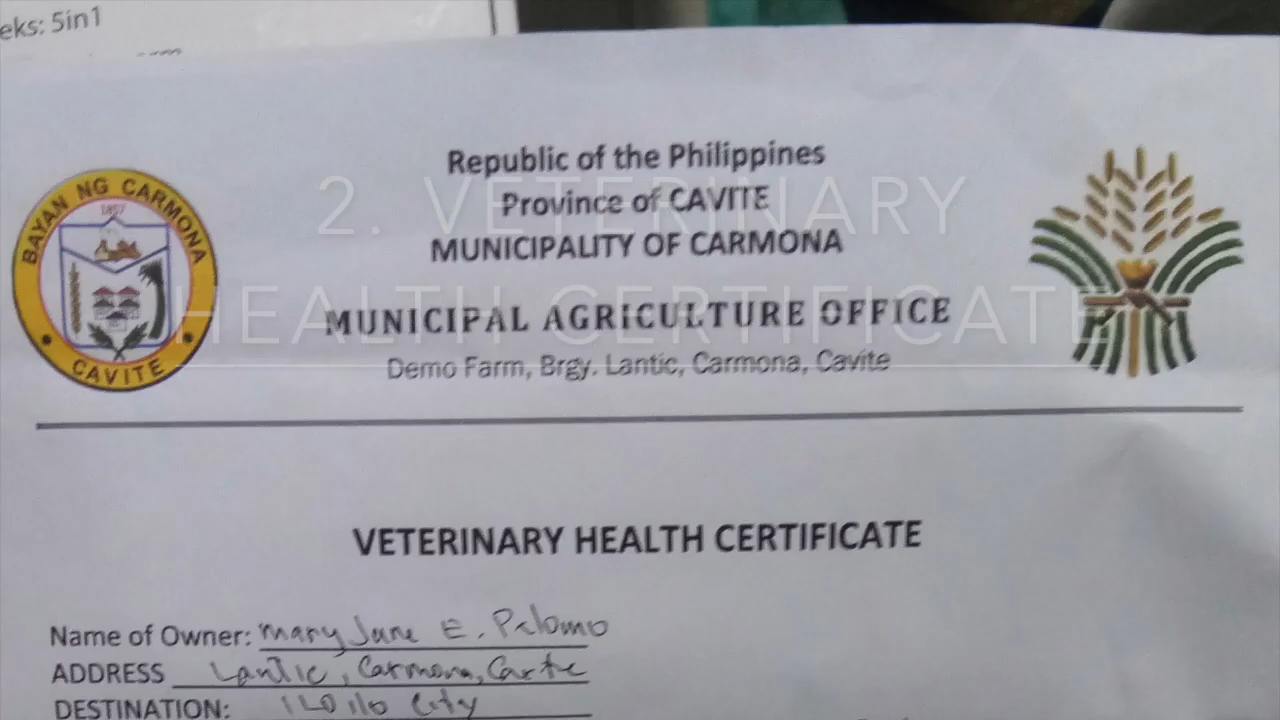 eks: 5in1
Republic of the Philippines
Province of CAVITE
MUNICIPALITY OF CARMONA
MUNICIPAL AGRICULTURE OFFICE
Demo Farm, Brgy. Lantic, Carmona, Cavite
BAYAN NG CARMONA
1857
CAVITE
2. VETERINARY
HEALTH CERTIFICATE
VETERINARY HEALTH CERTIFICATE
Name of Owner: Mary Jane E. Palomo
ADDRESS Lantic, Carmona, Cavite
DESTINATION: Iloilo City